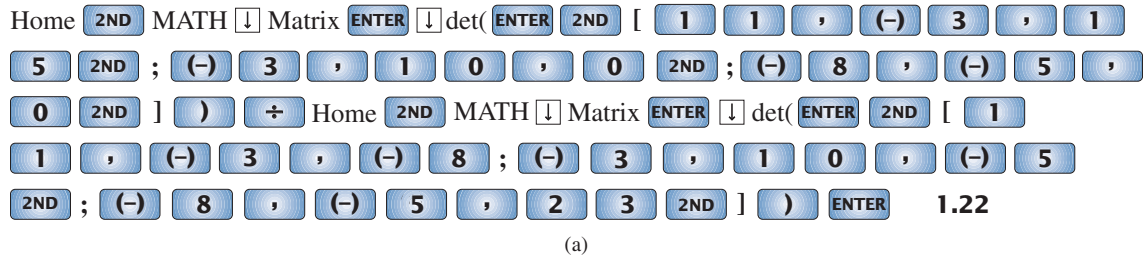 Home 2ND MATH ↓ Matrix ENTER ↓ det( ENTER 2ND [ 1 1 , (–) 3 , 1
5 2ND ; (–) 3 , 1 0 , 0 2ND ; (–) 8 , (–) 5 ,
0 2ND ] ) ÷ Home 2ND MATH ↓ Matrix ENTER ↓ det( ENTER 2ND [ 1
1 , (–) 3 , (–) 8 ; (–) 3 , 1 0 , (–) 5
2ND ; (–) 8 , (–) 5 , 2 3 2ND ] ) ENTER 1.22
(a)